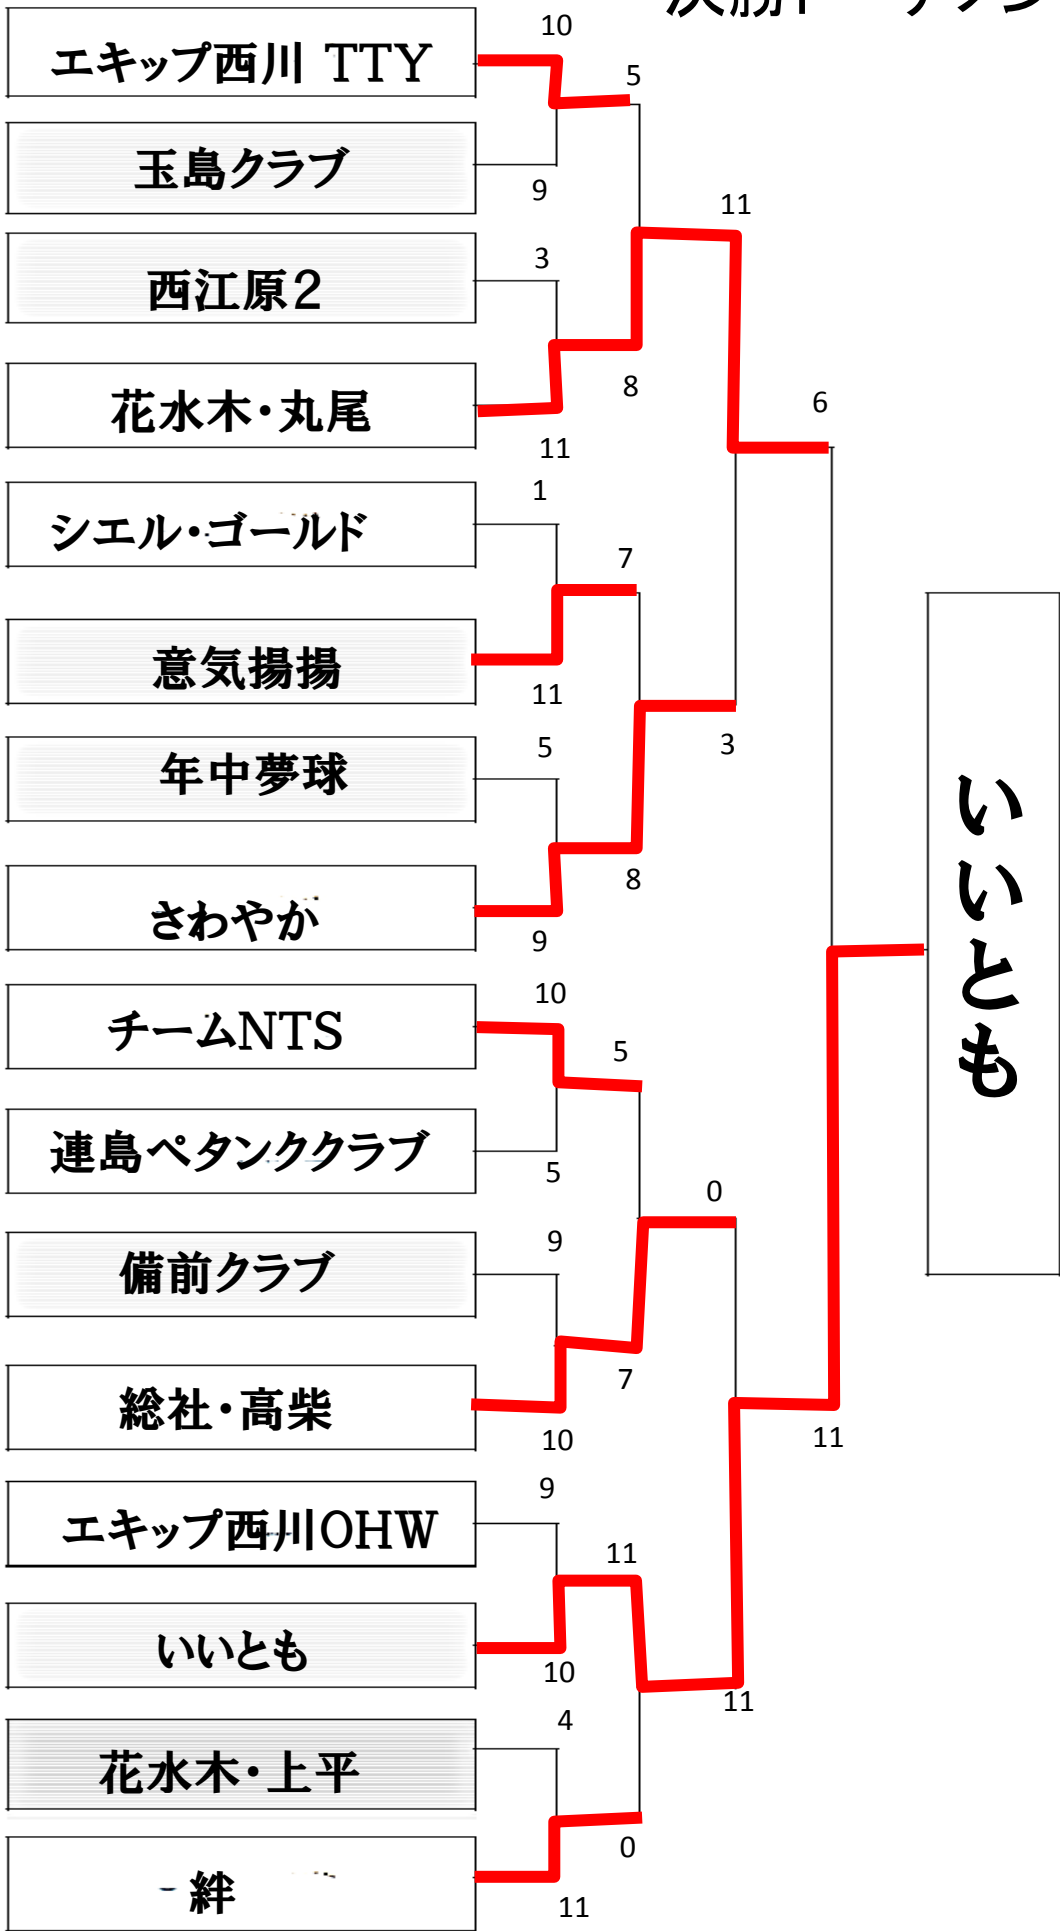 10
エキップ西川 TTY
5
玉島クラブ
9
11
3
西江原2
8
花水木・丸尾
6
11
1
シエル・ゴールド
7
意気揚揚
11
5
3
年中夢球
8
さわやか
9
いいとも
10
チームNTS
5
連島ペタンククラブ
5
0
9
備前クラブ
7
総社・高柴
10
11
9
エキップ西川OHW
11
いいとも
10
11
4
花水木・上平
0
絆
11